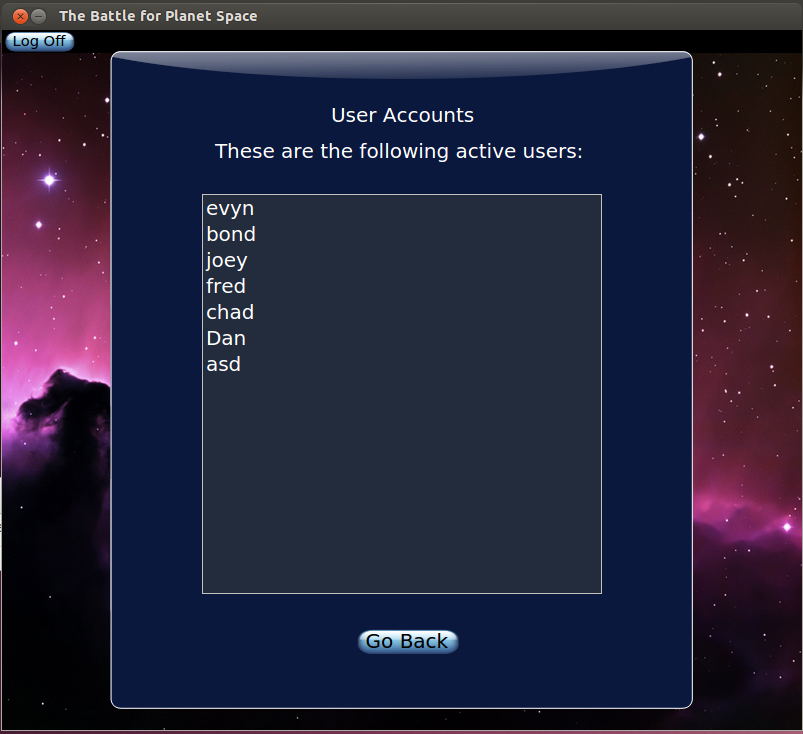 The Battle for Planet Space
Log Off
User Accounts
These are the following active users:
evyn
bond
joey
fred
chad
Dan
asd
Go Back